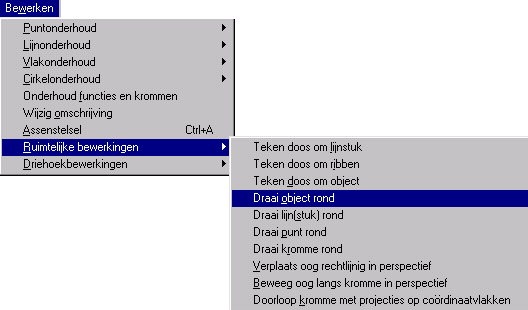 Bewerken
Puntonderhoud
Lijnonderhoud
Vlakonderhoud
Cirkelonderhoud
Onderhoud functies en krommen
Wijzig omschrijving
Assenstelsel Ctrl+A
Ruimtelijke bewerkingen
Driehoekbewerkingen
Teken doos om lijnstuk
Teken doos om ribben
Teken doos om object
Draai object rond
Draai lijn(stuk) rond
Draai punt rond
Draai kromme rond
Verplaats oog rechtlijnig in perspectief
Beweeg oog langs kromme in perspectief
Doorloop kromme met projecties op coördinaatvlakken